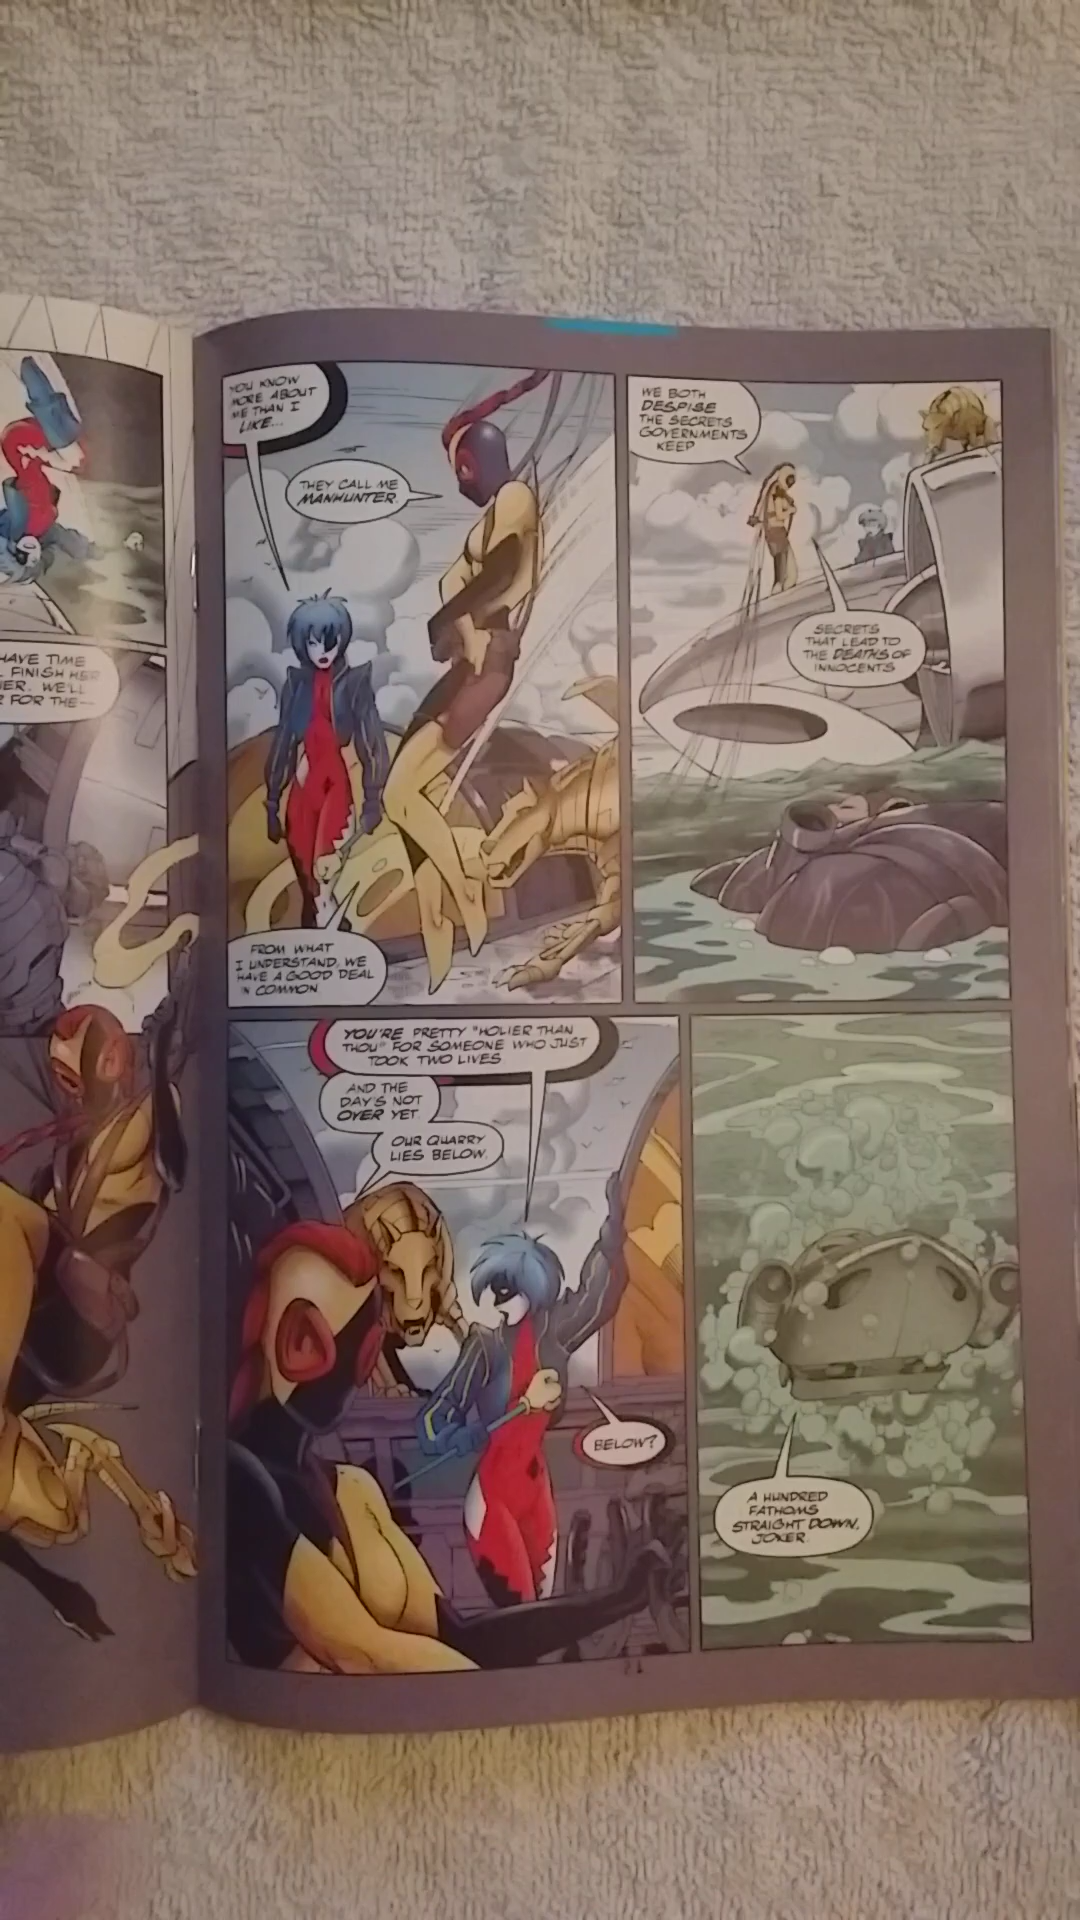 HAVE TIME
FINISH HER
WE'LL
FOR THE—
YOU KNOW
MORE ABOUT
ME THAN I
LIKE...
THEY CALL ME
MANHUNTER.
FROM WHAT
I UNDERSTAND, WE
HAVE A GOOD DEAL
IN COMMON
WE BOTH
DESPISE
THE SECRETS
GOVERNMENTS
KEEP
SECRETS
THAT LEAD TO
THE DEATHS OF
INNOCENTS
YOU'RE PRETTY "HOLIER THAN
THOU" FOR SOMEONE WHO JUST
TOOK TWO LIVES
AND THE
DAY'S NOT
OVER YET
OUR QUARRY
LIES BELOW.
BELOW?
A HUNDRED
FATHOMS
STRAIGHT DOWN,
JOKER.
21